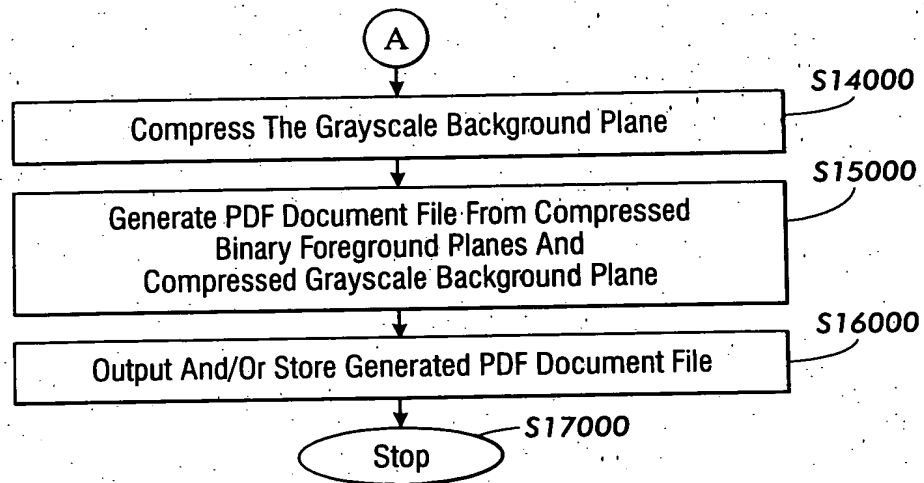 A
S14000
Compress The Grayscale Background Plane
S15000
Generate PDF Document File From Compressed
Binary Foreground Planes And
Compressed Grayscale Background Plane
S16000
Output And/Or Store Generated PDF Document File
S17000
Stop